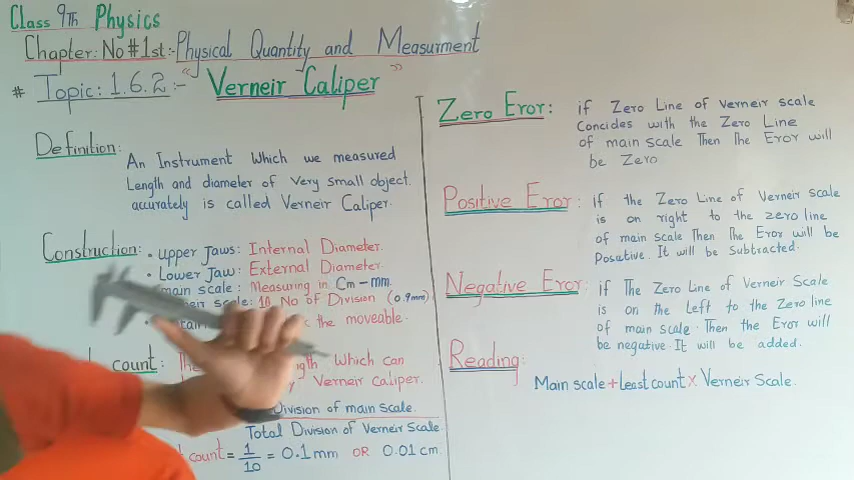 Class 9Th Physics
Chapter: No # 1st:- Physical Quantity and Measurment
# Topic: 1.6.2:- "Verneir Caliper"
Definition:
An Instrument Which we measured
Length and diameter of very small object.
accurately is called Verneir Caliper.
Construction:
• upper Jaws: Internal Diameter.
• Lower Jaw: External Diameter.
main scale: Measuring in Cm-mm.
scale: 10 No of Division (0.9mm)
the moveable.
count: Which can
Verneir caliper.
Division of main Scale.
Total Division of Verneir Scale
count = 1/10 = 0.1mm OR 0.01cm.
Zero Eror: if Zero Line of verneir scale
Concides with the Zero Line
of main scale Then The Eror will
be Zero
Positive Eror: if the Zero Line of Verneir scale
is on right to the zero line
of main scale Then The Eror will be
Posative. It will be Subtracted.
Negative Eror: if The Zero Line of Verneir Scale
is on the Left to the Zero line
of main scale. Then the Eror will
be negative. It will be added.
Reading:
Main scale + Least count x Verneir Scale.